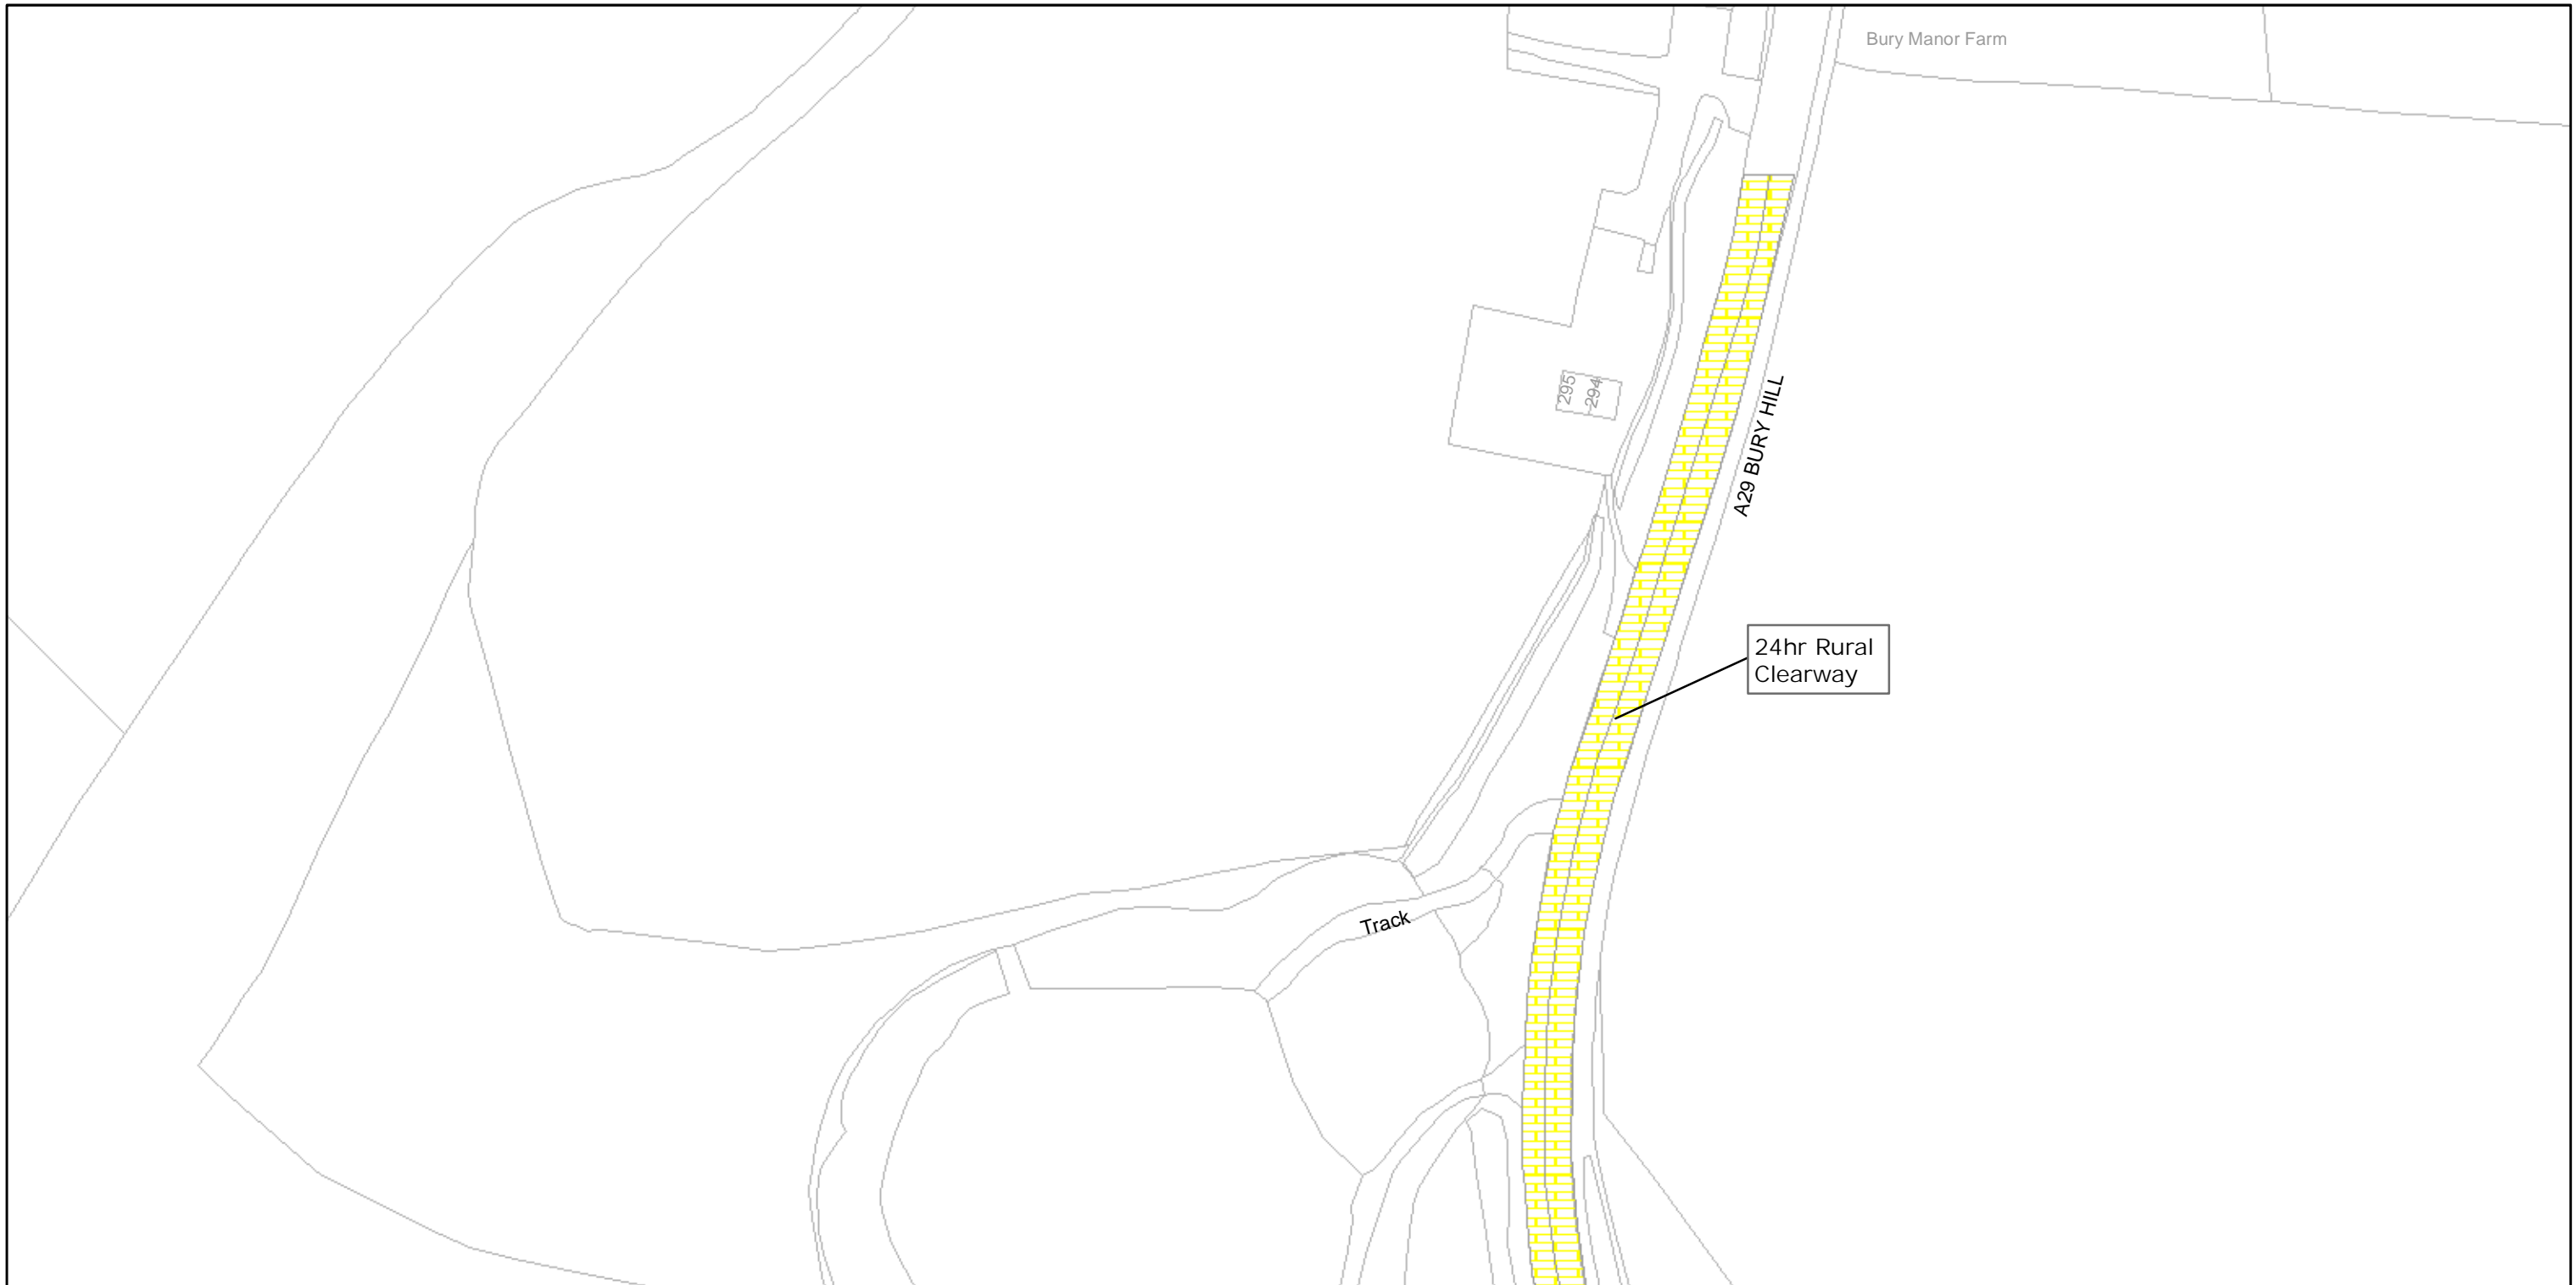 Bury Manor Farm
295
294
A29 BURY HILL
24hr Rural
Clearway
Track